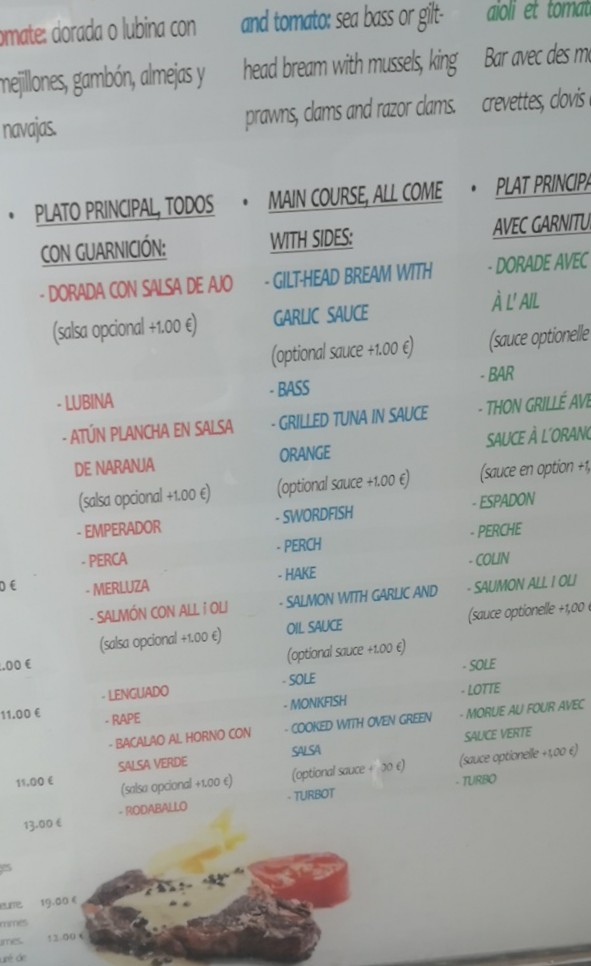 dorada o lubina con
mejillones, gambón, almejas y
navajas.
• PLATO PRINCIPAL, TODOS
CON GUARNICIÓN:
- DORADA CON SALSA DE AJO
(salsa opcional +1.00 €)
- LUBINA
- ATÚN PLANCHA EN SALSA
DE NARANJA
(salsa opcional +1.00 €)
- EMPERADOR
- PERCA
- MERLUZA
- SALMÓN CON ALL i OLI
(salsa opcional +1.00 €)
- LENGUADO
- RAPE
- BACALAO AL HORNO CON
SALSA VERDE
(salsa opcional +1,00 €)
- RODABALLO
and tomato: sea bass or gilt-
head bream with mussels, king
prawns, clams and razor clams.
• MAIN COURSE, ALL COME
WITH SIDES:
- GILT-HEAD BREAM WITH
GARLIC SAUCE
(optional sauce +1.00 €)
- BASS
- GRILLED TUNA IN SAUCE
ORANGE
(optional sauce +1.00 €)
- SWORDFISH
- PERCH
- HAKE
- SALMON WITH GARLIC AND
OIL SAUCE
(optional sauce +1.00 €)
- SOLE
- MONKFISH
- COOKED WITH OVEN GREEN
SALSA
(optional sauce +
- TURBOT
aioli et
Bar avec des
crevettes, clovis
• PLAT
AVEC
- DORADE AVEC
À L' AIL
(sauce optionelle
- BAR
- THON GRILLÉ
SAUCE À
(sauce en option
- ESPADON
- PERCHE
- COLIN
- SAUMON ALL I OLI
(sauce optionelle +1,00
- SOLE
- LOTTE
- MORUE AU FOUR AVEC
SAUCE VERTE
(sauce optionelle +1,00 €)
- TURBO
11.00 €
11.00 €
13.00 €
19.00 €